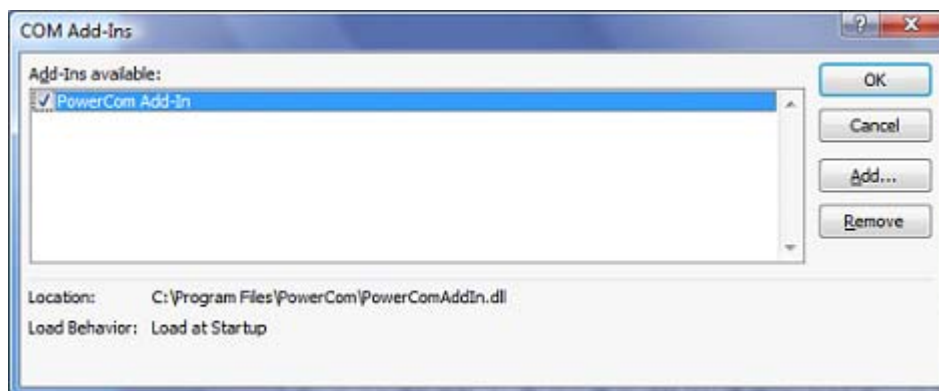 COM Add-Ins
Add-Ins available:
PowerCom Add-In
OK
Cancel
Add...
Remove
Location: C:\Program Files\PowerCom\PowerComAddIn.dll
Load Behavior: Load at Startup